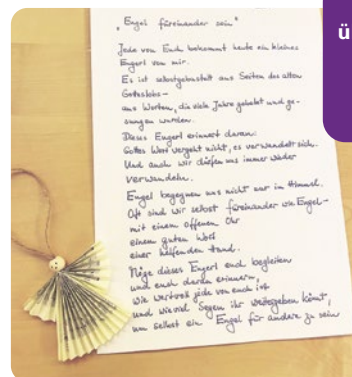 „Engel füreinander sein"
Jede von Euch bekommt heute ein kleines
Engerl von mir.
Es ist selbstgebastelt aus Seiten des alten
Gotteslobs –
aus Worten, die viele Jahre gebetet und ge-
sungen wurden.
Dieses Engerl erinnert daran:
Gottes Wort vergeht nicht, es verwandelt sich.
Und auch wir dürfen uns immer wieder
verwandeln.
Engel begegnen uns nicht nur im Himmel.
Oft sind wir selbst füreinander wie Engel –
mit einem offenen Ohr
einem guten Wort
einer helfenden Hand.
Möge dieses Engerl euch begleiten
und euch daran erinnern,
wie wertvoll jede von euch ist
und wieviel Segen ihr weitergeben könnt,
um selbst ein Engel für andere zu sein
ü